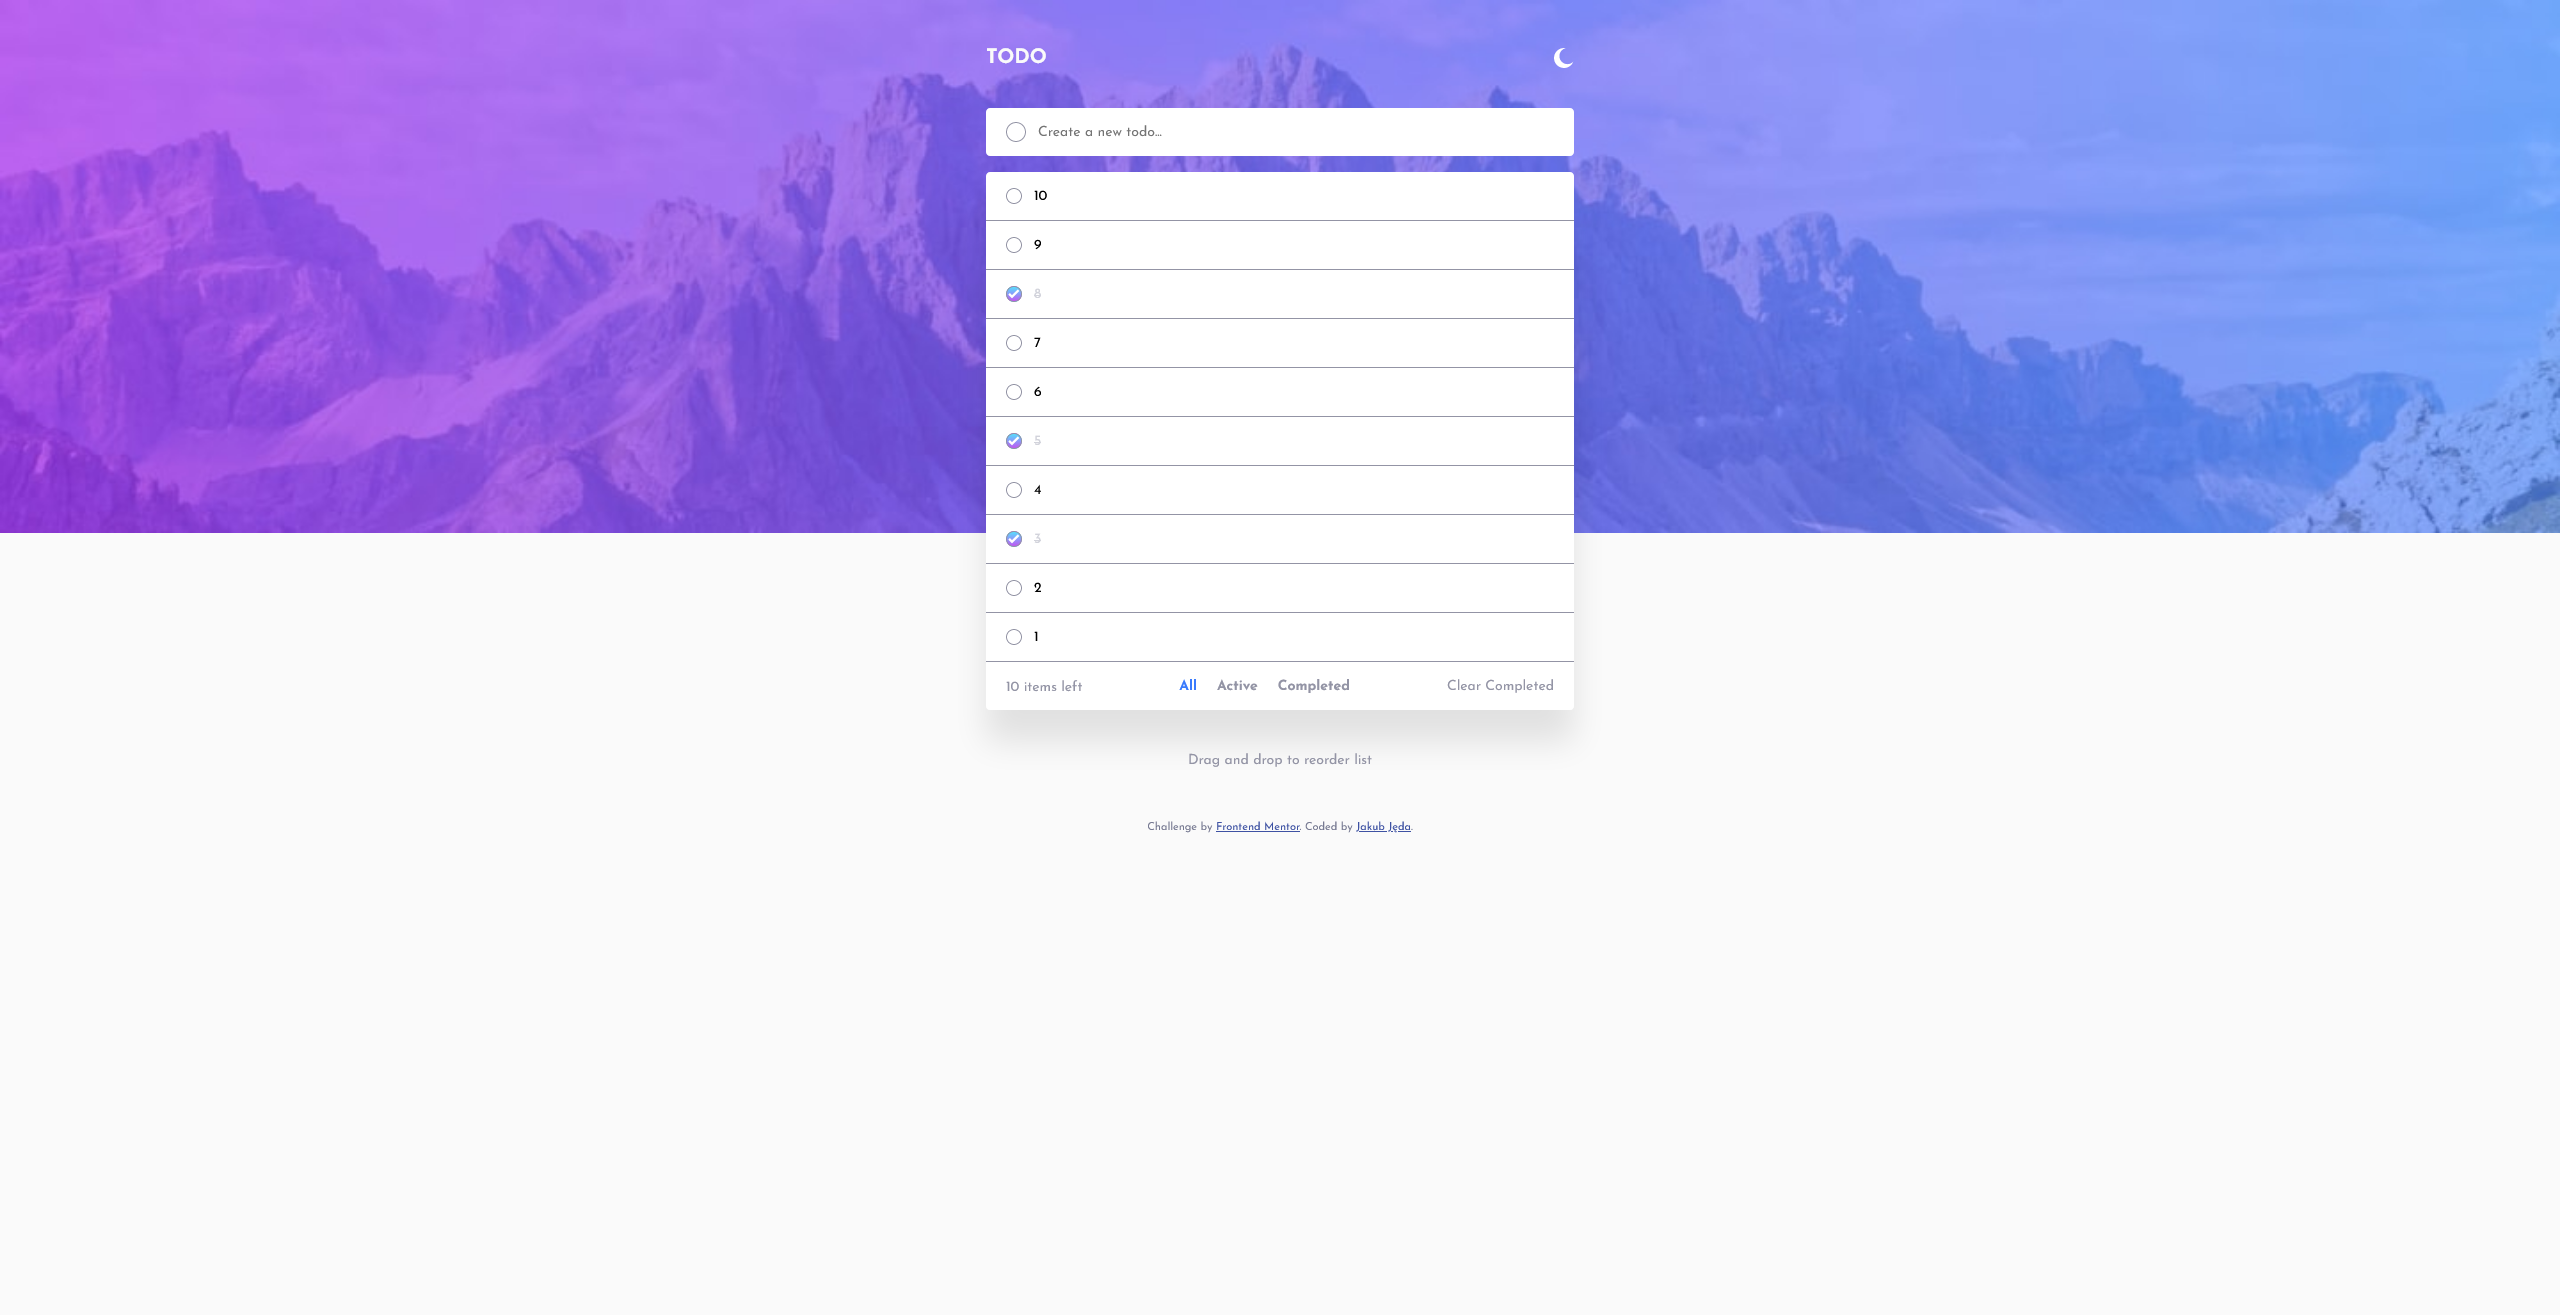 TODO
Create a new todo...
10
9
8
7
6
5
4
3
2
1
10 items left All Active Completed Clear Completed
Drag and drop to reorder list
Challenge by Frontend Mentor. Coded by Jakub Jęda.